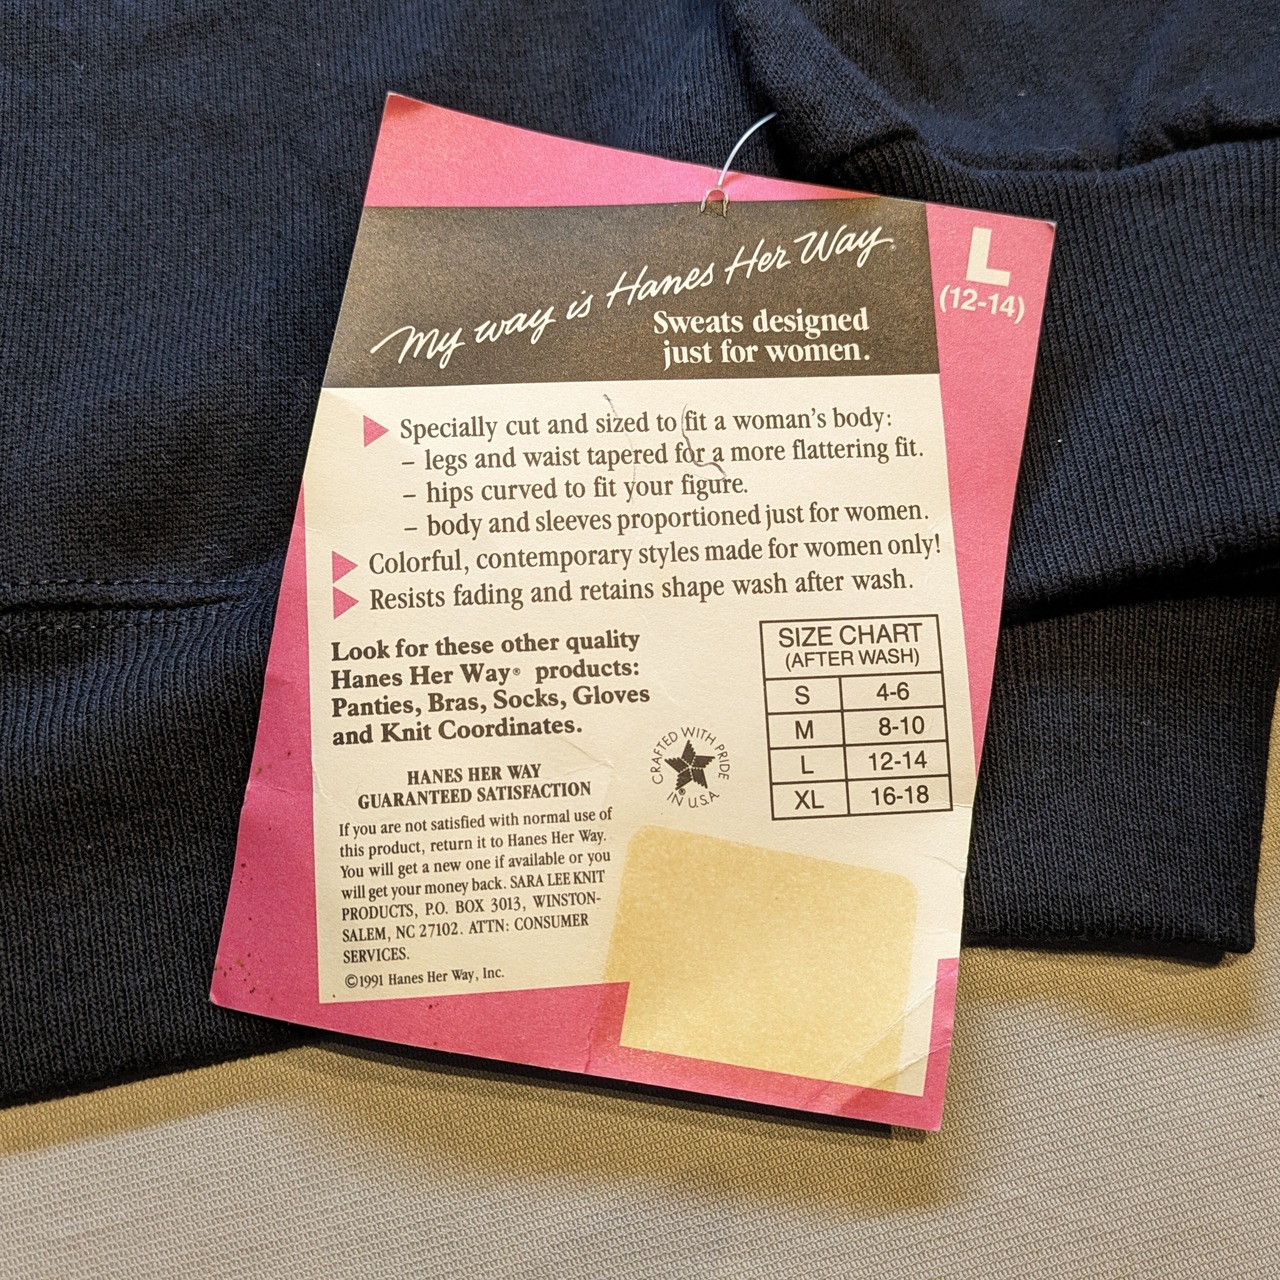 L
(12-14)
My way is Hanes Her Way®
Sweats designed
just for women.
Specially cut and sized to fit a woman's body:
– legs and waist tapered for a more flattering fit.
– hips curved to fit your figure.
– body and sleeves proportioned just for women.
Colorful, contemporary styles made for women only!
Resists fading and retains shape wash after wash.
Look for these other quality
Hanes Her Way® products:
Panties, Bras, Socks, Gloves
and Knit Coordinates.
HANES HER WAY
GUARANTEED SATISFACTION
If you are not satisfied with normal use of
this product, return it to Hanes Her Way.
You will get a new one if available or you
will get your money back. SARA LEE KNIT
PRODUCTS, P.O. BOX 3013, WINSTON-
SALEM, NC 27102. ATTN: CONSUMER
SERVICES.
©1991 Hanes Her Way, Inc.
CRAFTED WITH PRIDE
IN U.S.A.
®
SIZE CHART
(AFTER WASH)
S 4-6
M 8-10
L 12-14
XL 16-18